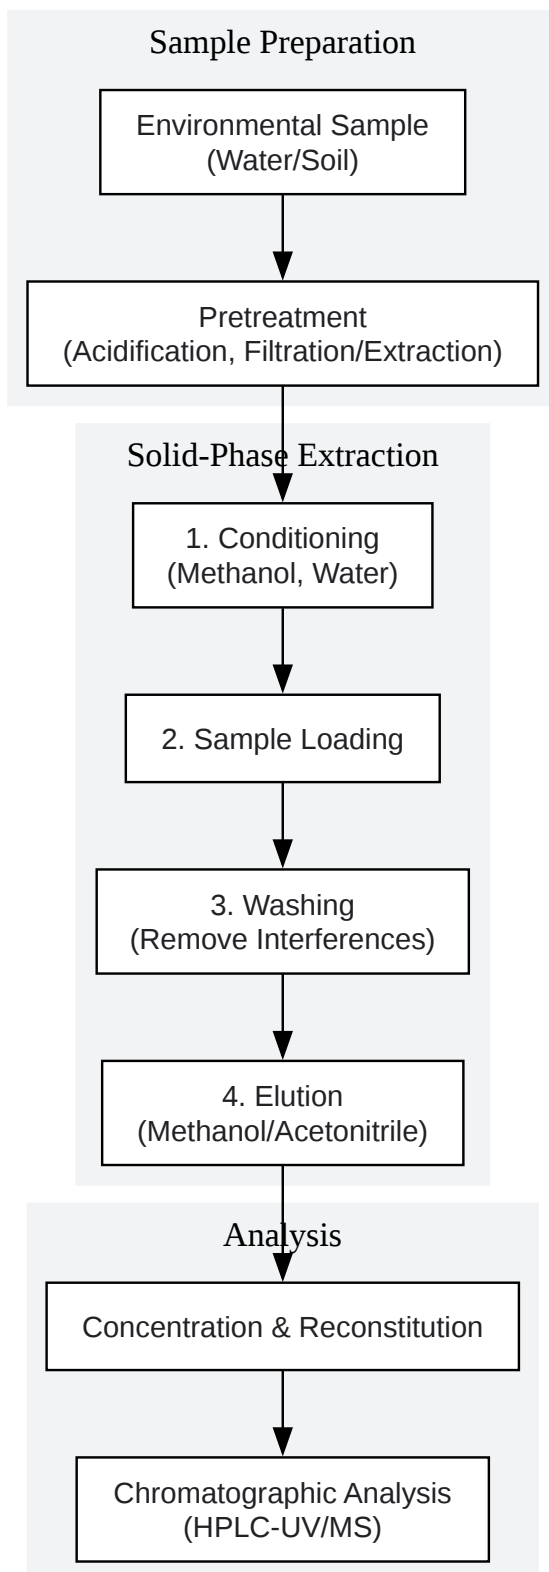 Sample Preparation
Environmental Sample
(Water/Soil)
Pretreatment
(Acidification, Filtration/Extraction)
Solid-Phase Extraction
1. Conditioning
(Methanol, Water)
2. Sample Loading
3. Washing
(Remove Interferences)
4. Elution
(Methanol/Acetonitrile)
Analysis
Concentration & Reconstitution
Chromatographic Analysis
(HPLC-UV/MS)